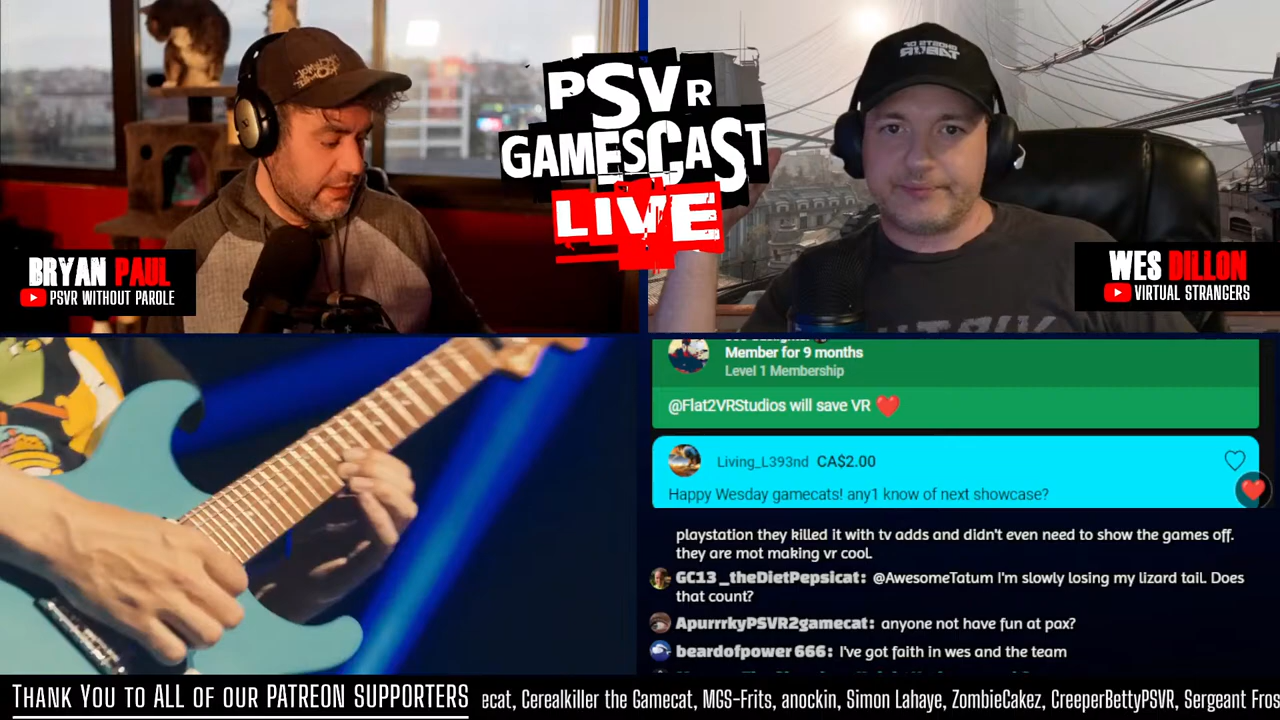 PSVR
GAMESCAST
LIVE
BRYAN PAUL
PSVR WITHOUT PAROLE
WES DILLON
VIRTUAL STRANGERS
Member for 9 months
Level 1 Membership
@Flat2VRStudios will save VR ❤️
Living_L393nd CA$2.00
Happy Wesday gamecats! any1 know of next showcase?
playstation they killed it with tv adds and didn't even need to show the games off.
they are mot making vr cool.
GC13_theDietPepsicat: @AwesomeTatum I'm slowly losing my lizard tail. Does
that count?
ApurrrkyPSVR2gamecat: anyone not have fun at pax?
beardofpower 666: I've got faith in wes and the team
THANK YOU TO ALL OF OUR PATREON SUPPORTERS
ecat, Cerealkiller the Gamecat, MGS-Frits, anockin, Simon Lahaye, ZombieCakez, CreeperBettyPSVR, Sergeant Fros